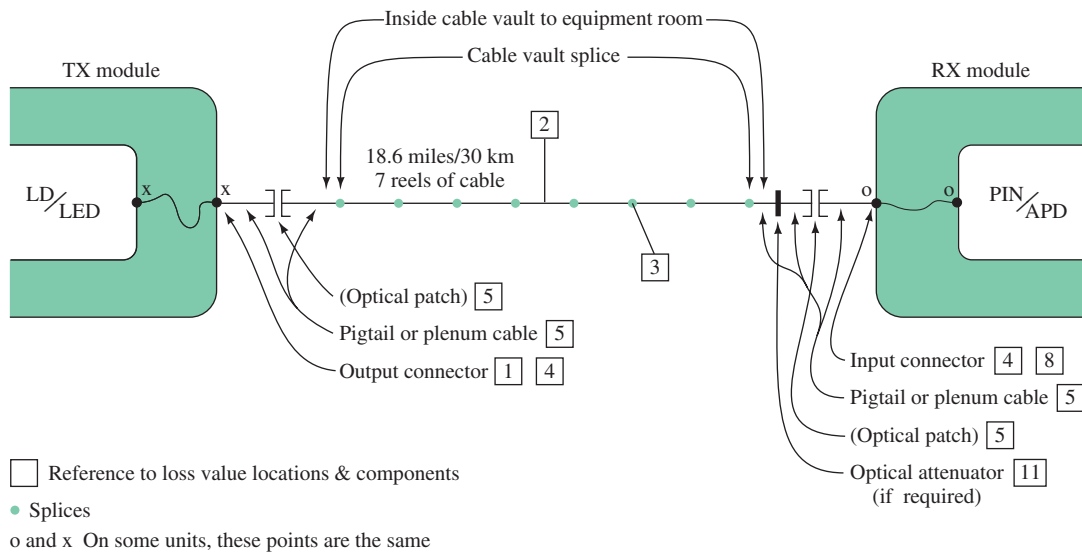 Inside cable vault to equipment room
Cable vault splice
TX module
RX module
2
18.6 miles/30 km
7 reels of cable
x
x
o
o
LD/LED
PIN/APD
3
(Optical patch) 5
Pigtail or plenum cable 5
Output connector 1 4
Input connector 4 8
Pigtail or plenum cable 5
(Optical patch) 5
Optical attenuator 11
(if required)
Reference to loss value locations & components
Splices
o and x On some units, these points are the same